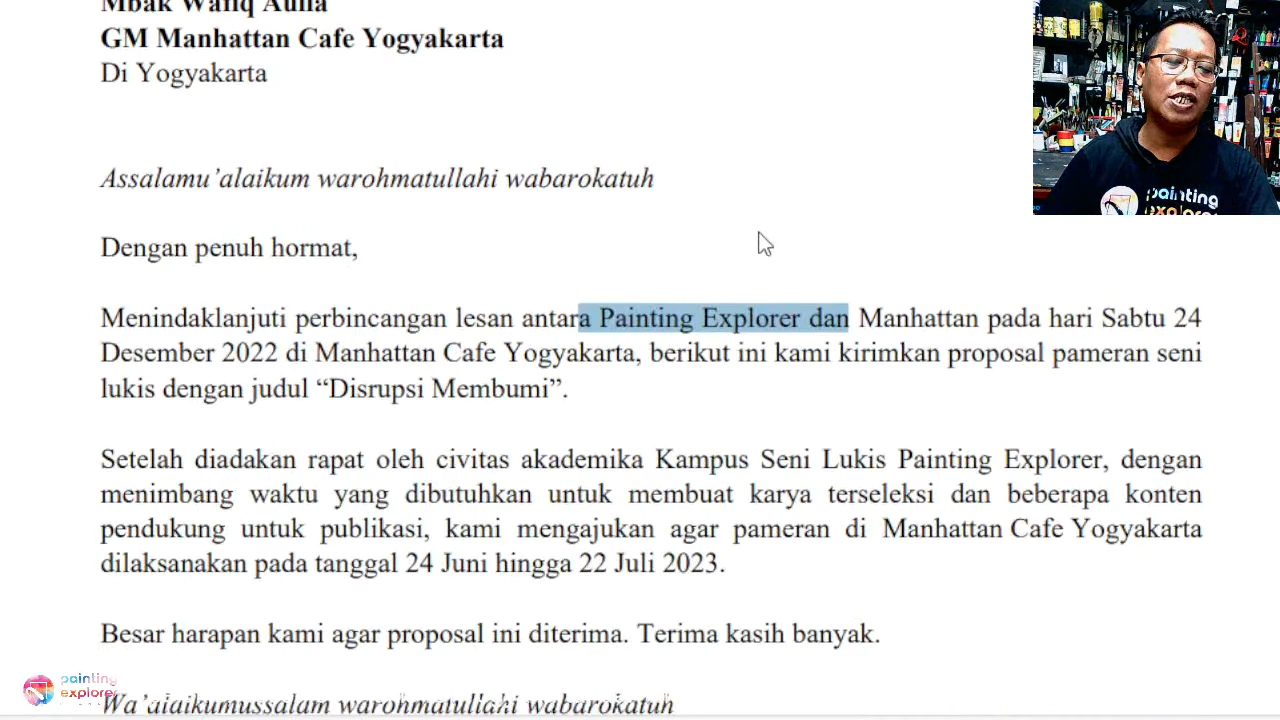 Mbak Wafiq Aulia
GM Manhattan Cafe Yogyakarta
Di Yogyakarta
Assalamu’alaikum warohmatullahi wabarokatuh
Dengan penuh hormat,
Menindaklanjuti perbincangan lesan antara Painting Explorer dan Manhattan pada hari Sabtu 24
Desember 2022 di Manhattan Cafe Yogyakarta, berikut ini kami kirimkan proposal pameran seni
lukis dengan judul “Disrupsi Membumi”.
Setelah diadakan rapat oleh civitas akademika Kampus Seni Lukis Painting Explorer, dengan
menimbang waktu yang dibutuhkan untuk membuat karya terseleksi dan beberapa konten
pendukung untuk publikasi, kami mengajukan agar pameran di Manhattan Cafe Yogyakarta
dilaksanakan pada tanggal 24 Juni hingga 22 Juli 2023.
Besar harapan kami agar proposal ini diterima. Terima kasih banyak.
Wa’alaikumussalam warohmatullahi wabarokatuh
painting
explorer
painting
explorer